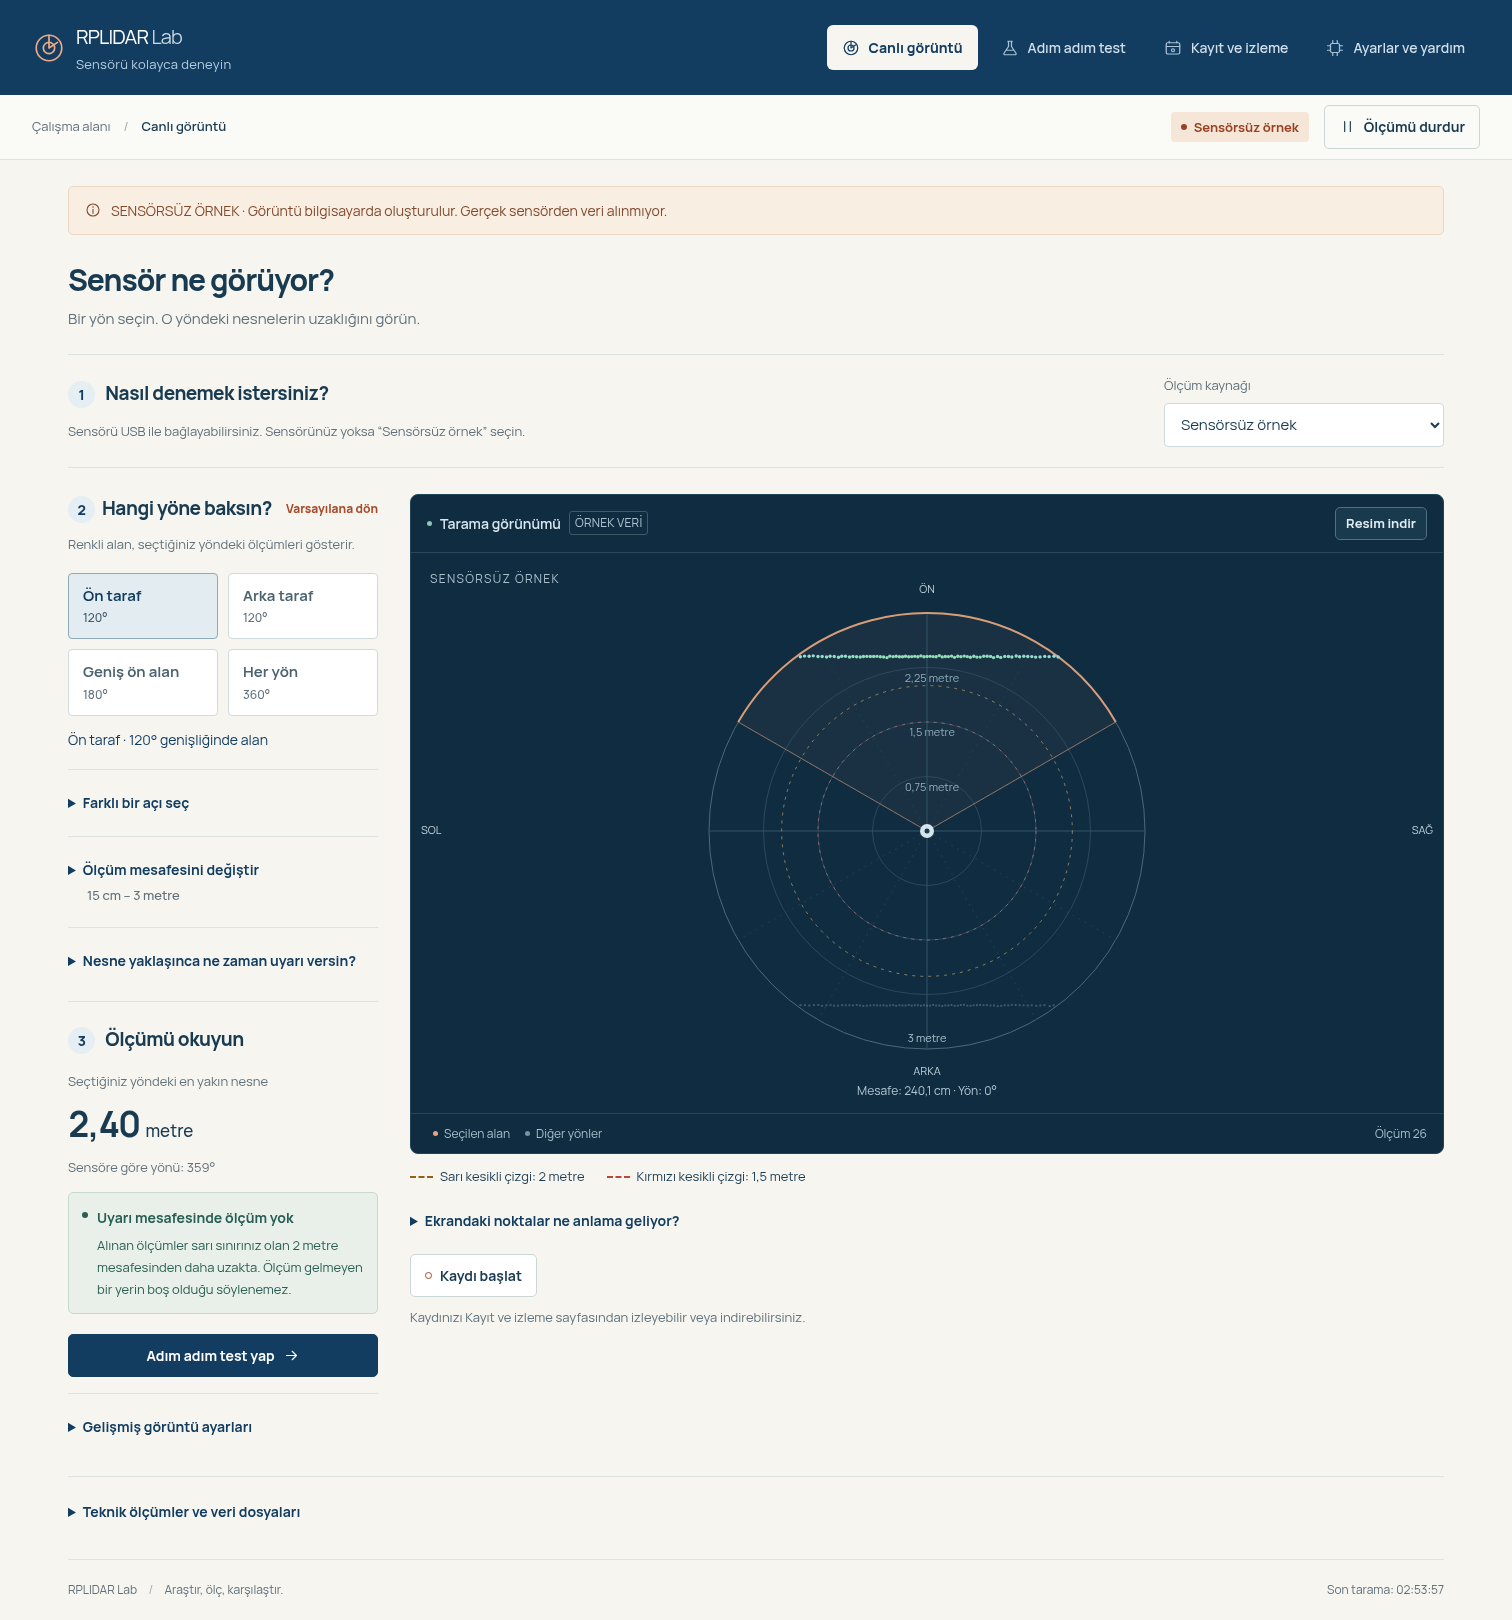 RPLIDAR Lab
Sensörü kolayca deneyin
Canlı görüntü
Adım adım test
Kayıt ve izleme
Ayarlar ve yardım
Çalışma alanı / Canlı görüntü
Sensörsüz örnek
Ölçümü durdur
SENSÖRSÜZ ÖRNEK · Görüntü bilgisayarda oluşturulur. Gerçek sensörden veri alınmıyor.
Sensör ne görüyor?
Bir yön seçin. O yöndeki nesnelerin uzaklığını görün.
1 Nasıl denemek istersiniz?
Sensörü USB ile bağlayabilirsiniz. Sensörünüz yoksa “Sensörsüz örnek” seçin.
Ölçüm kaynağı
Sensörsüz örnek
2 Hangi yöne baksın? Varsayılana dön
Renkli alan, seçtiğiniz yöndeki ölçümleri gösterir.
Ön taraf
120°
Arka taraf
120°
Geniş ön alan
180°
Her yön
360°
Ön taraf · 120° genişliğinde alan
Farklı bir açı seç
Ölçüm mesafesini değiştir
15 cm – 3 metre
Nesne yaklaşınca ne zaman uyarı versin?
3 Ölçümü okuyun
Seçtiğiniz yöndeki en yakın nesne
2,40 metre
Sensöre göre yönü: 359°
Uyarı mesafesinde ölçüm yok
Alınan ölçümler sarı sınırınız olan 2 metre
mesafesinden daha uzakta. Ölçüm gelmeyen
bir yerin boş olduğu söylenemez.
Adım adım test yap →
Gelişmiş görüntü ayarları
Tarama görünümü ÖRNEK VERİ
Resim indir
SENSÖRSÜZ ÖRNEK
ÖN
2,25 metre
1,5 metre
0,75 metre
SOL
SAĞ
3 metre
ARKA
Mesafe: 240,1 cm · Yön: 0°
Seçilen alan
Diğer yönler
Ölçüm 26
Sarı kesikli çizgi: 2 metre
Kırmızı kesikli çizgi: 1,5 metre
Ekrandaki noktalar ne anlama geliyor?
Kaydı başlat
Kaydınızı Kayıt ve izleme sayfasından izleyebilir veya indirebilirsiniz.
Teknik ölçümler ve veri dosyaları
RPLIDAR Lab / Araştır, ölç, karşılaştır.
Son tarama: 02:53:57